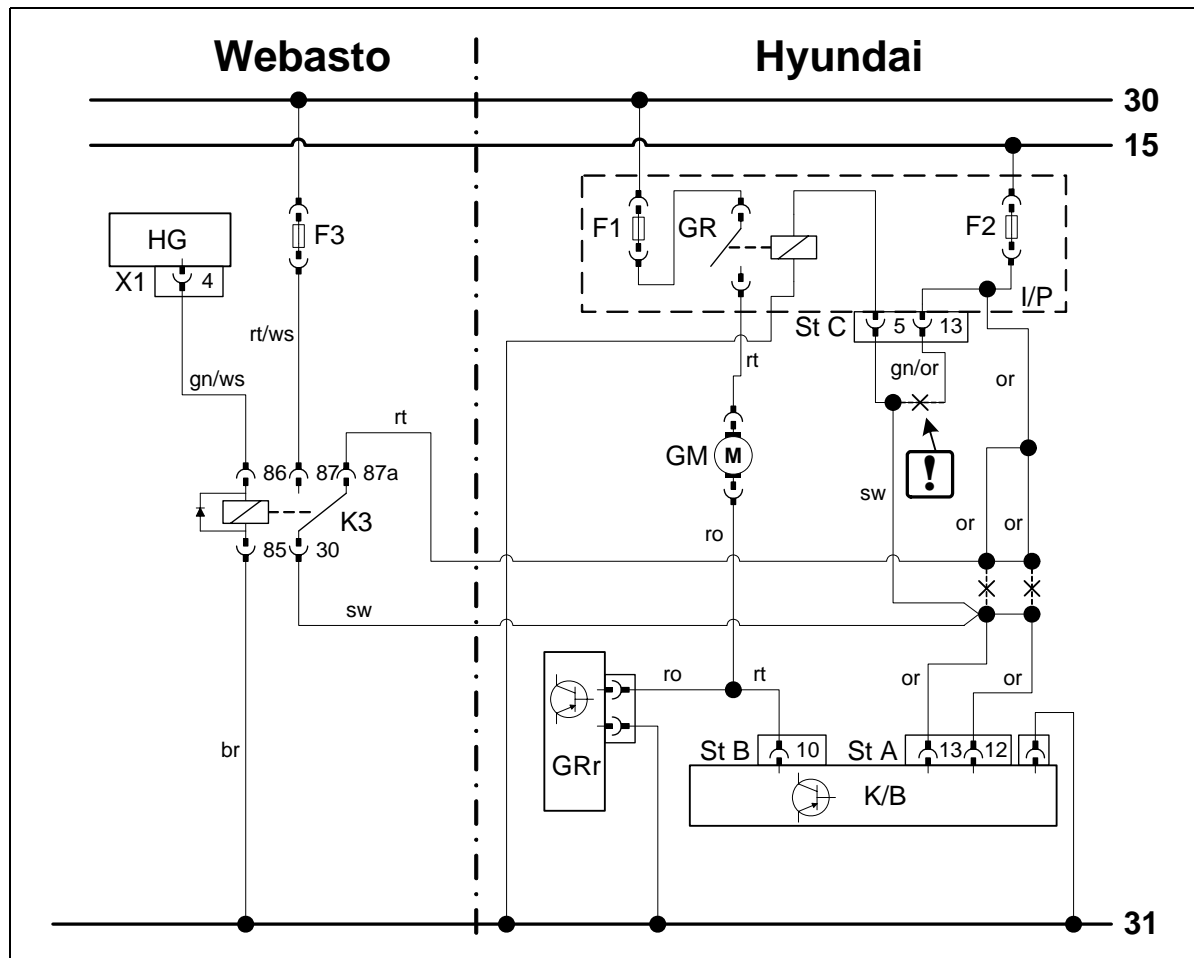 Webasto Hyundai
30
15
HG
X1 4
F3
F1 GR F2
I/P
St C 5 13
rt/ws
gn/ws
rt
rt
gn/or
or
GM M
!
86 87 87a
K3
85 30
sw
ro
or or
sw
ro rt
or or
br
GRr
St B 10 St A 13 12
K/B
31